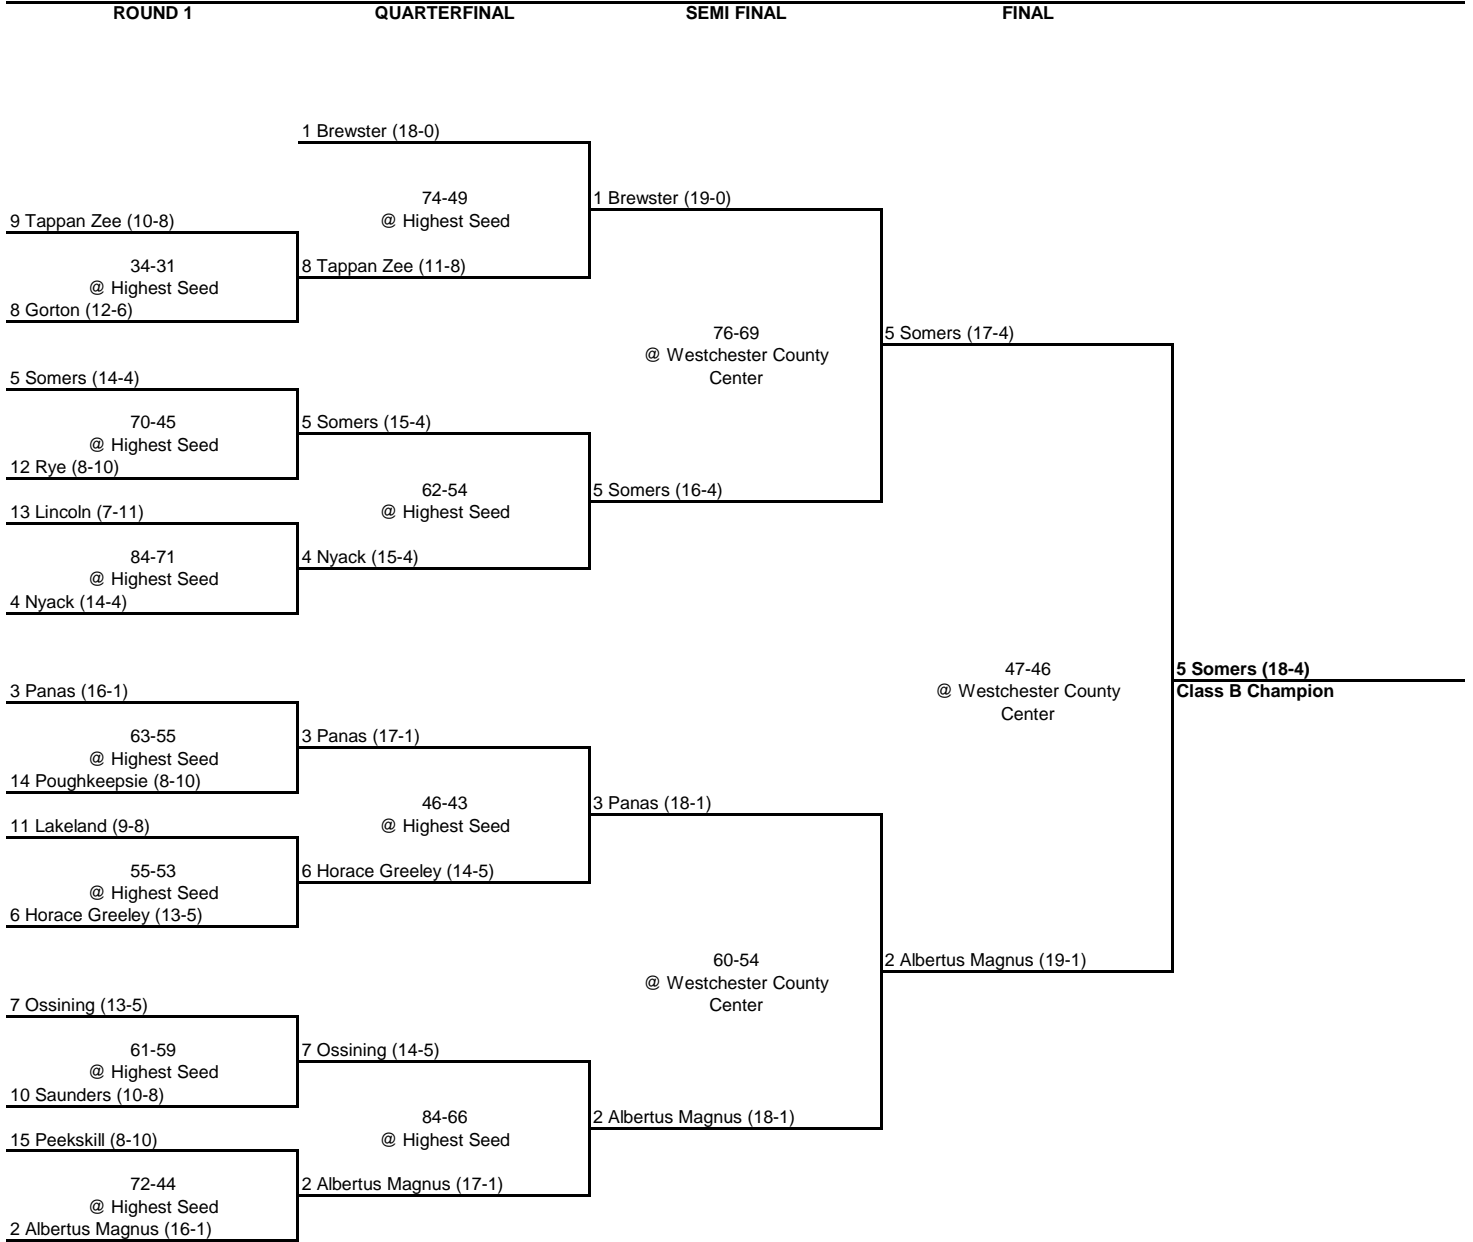 ROUND 1
QUARTERFINAL
SEMI FINAL
FINAL
1 Brewster (18-0)
74-49
@ Highest Seed
1 Brewster (19-0)
9 Tappan Zee (10-8)
34-31
@ Highest Seed
8 Tappan Zee (11-8)
8 Gorton (12-6)
76-69
@ Westchester County
Center
5 Somers (17-4)
5 Somers (14-4)
70-45
@ Highest Seed
5 Somers (15-4)
12 Rye (8-10)
62-54
@ Highest Seed
5 Somers (16-4)
13 Lincoln (7-11)
84-71
@ Highest Seed
4 Nyack (15-4)
4 Nyack (14-4)
47-46
@ Westchester County
Center
5 Somers (18-4)
Class B Champion
3 Panas (16-1)
63-55
@ Highest Seed
3 Panas (17-1)
14 Poughkeepsie (8-10)
46-43
@ Highest Seed
3 Panas (18-1)
11 Lakeland (9-8)
55-53
@ Highest Seed
6 Horace Greeley (14-5)
6 Horace Greeley (13-5)
60-54
@ Westchester County
Center
2 Albertus Magnus (19-1)
7 Ossining (13-5)
61-59
@ Highest Seed
7 Ossining (14-5)
10 Saunders (10-8)
84-66
@ Highest Seed
2 Albertus Magnus (18-1)
15 Peekskill (8-10)
72-44
@ Highest Seed
2 Albertus Magnus (17-1)
2 Albertus Magnus (16-1)